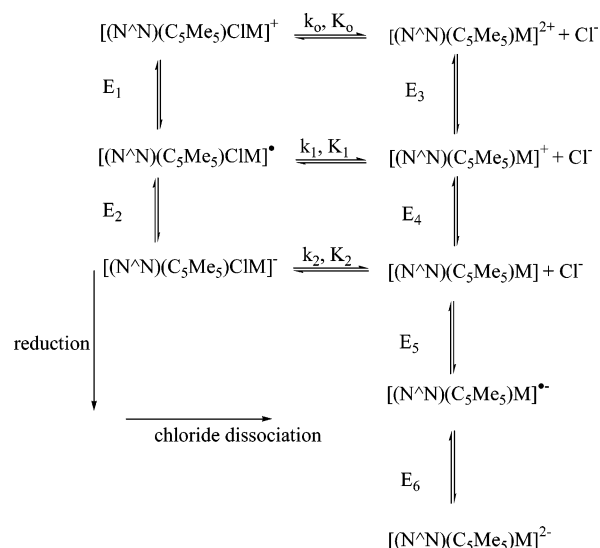 [(N^N)(C₅Me₅)ClM]⁺ k₀, K₀ [(N^N)(C₅Me₅)M]²⁺ + Cl⁻
E₁ E₃
[(N^N)(C₅Me₅)ClM]• k₁, K₁ [(N^N)(C₅Me₅)M]⁺ + Cl⁻
E₂ E₄
[(N^N)(C₅Me₅)ClM]⁻ k₂, K₂ [(N^N)(C₅Me₅)M] + Cl⁻
reduction E₅
[(N^N)(C₅Me₅)M]•⁻
chloride dissociation
E₆
[(N^N)(C₅Me₅)M]²⁻